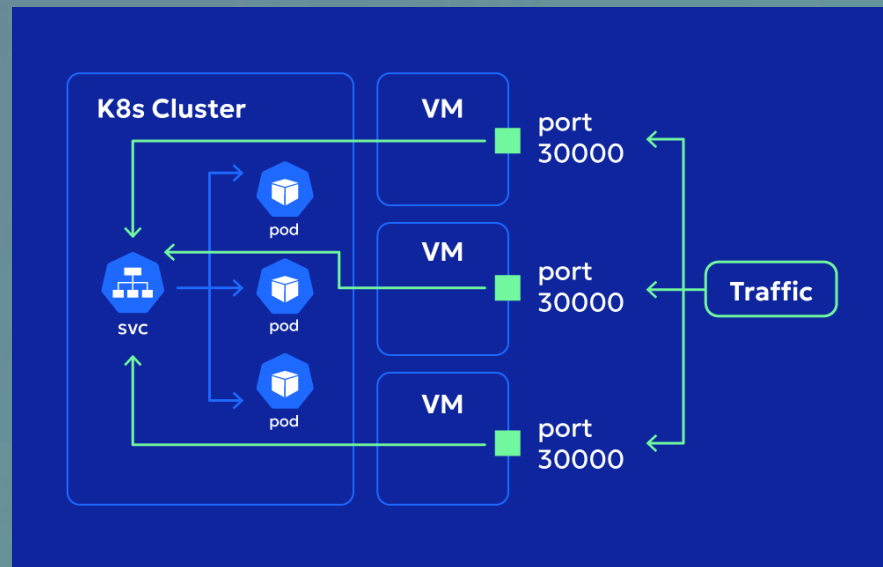 K8s Cluster
VM
port
30000
pod
VM
port
30000
svc
pod
Traffic
pod
VM
port
30000